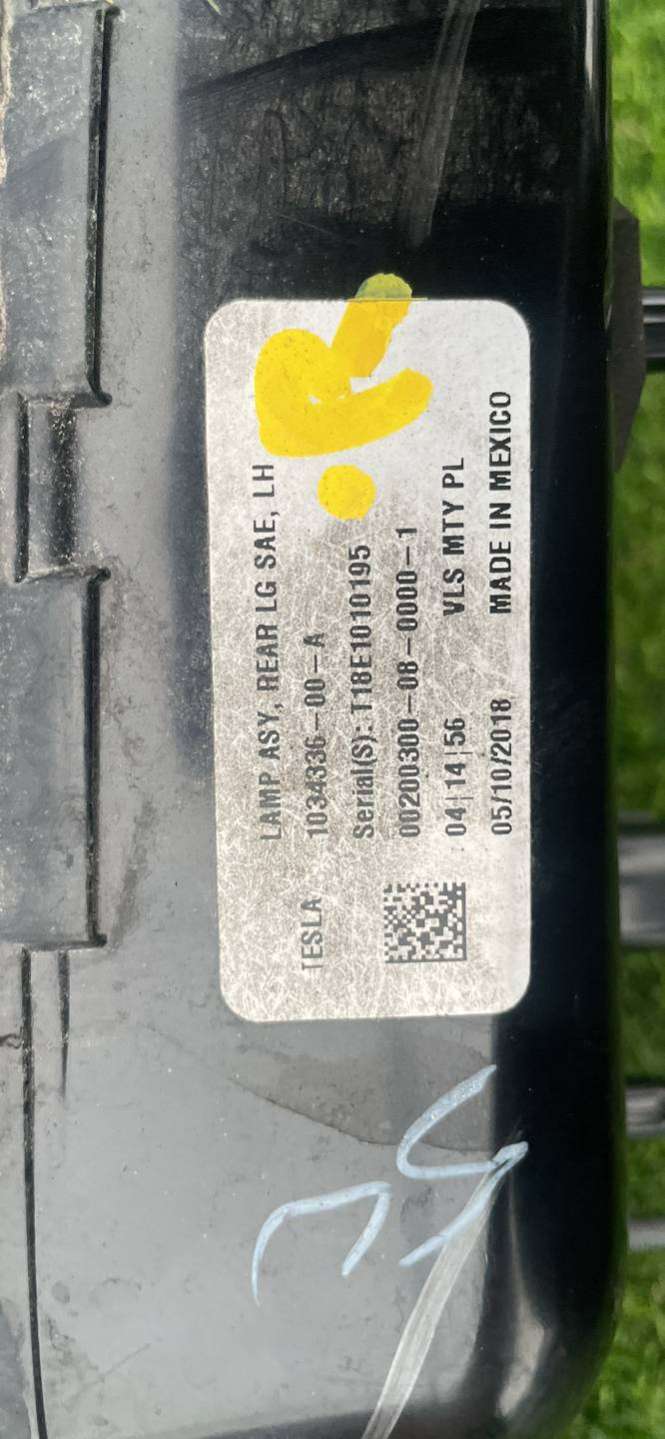 LAMP ASY, REAR LG SAE, LH
TESLA 1034336-00-A
Serial(S): T18E1010195
00200300-08-0000-1
04|14|56 VLS MTY PL
05/10/2018 MADE IN MEXICO